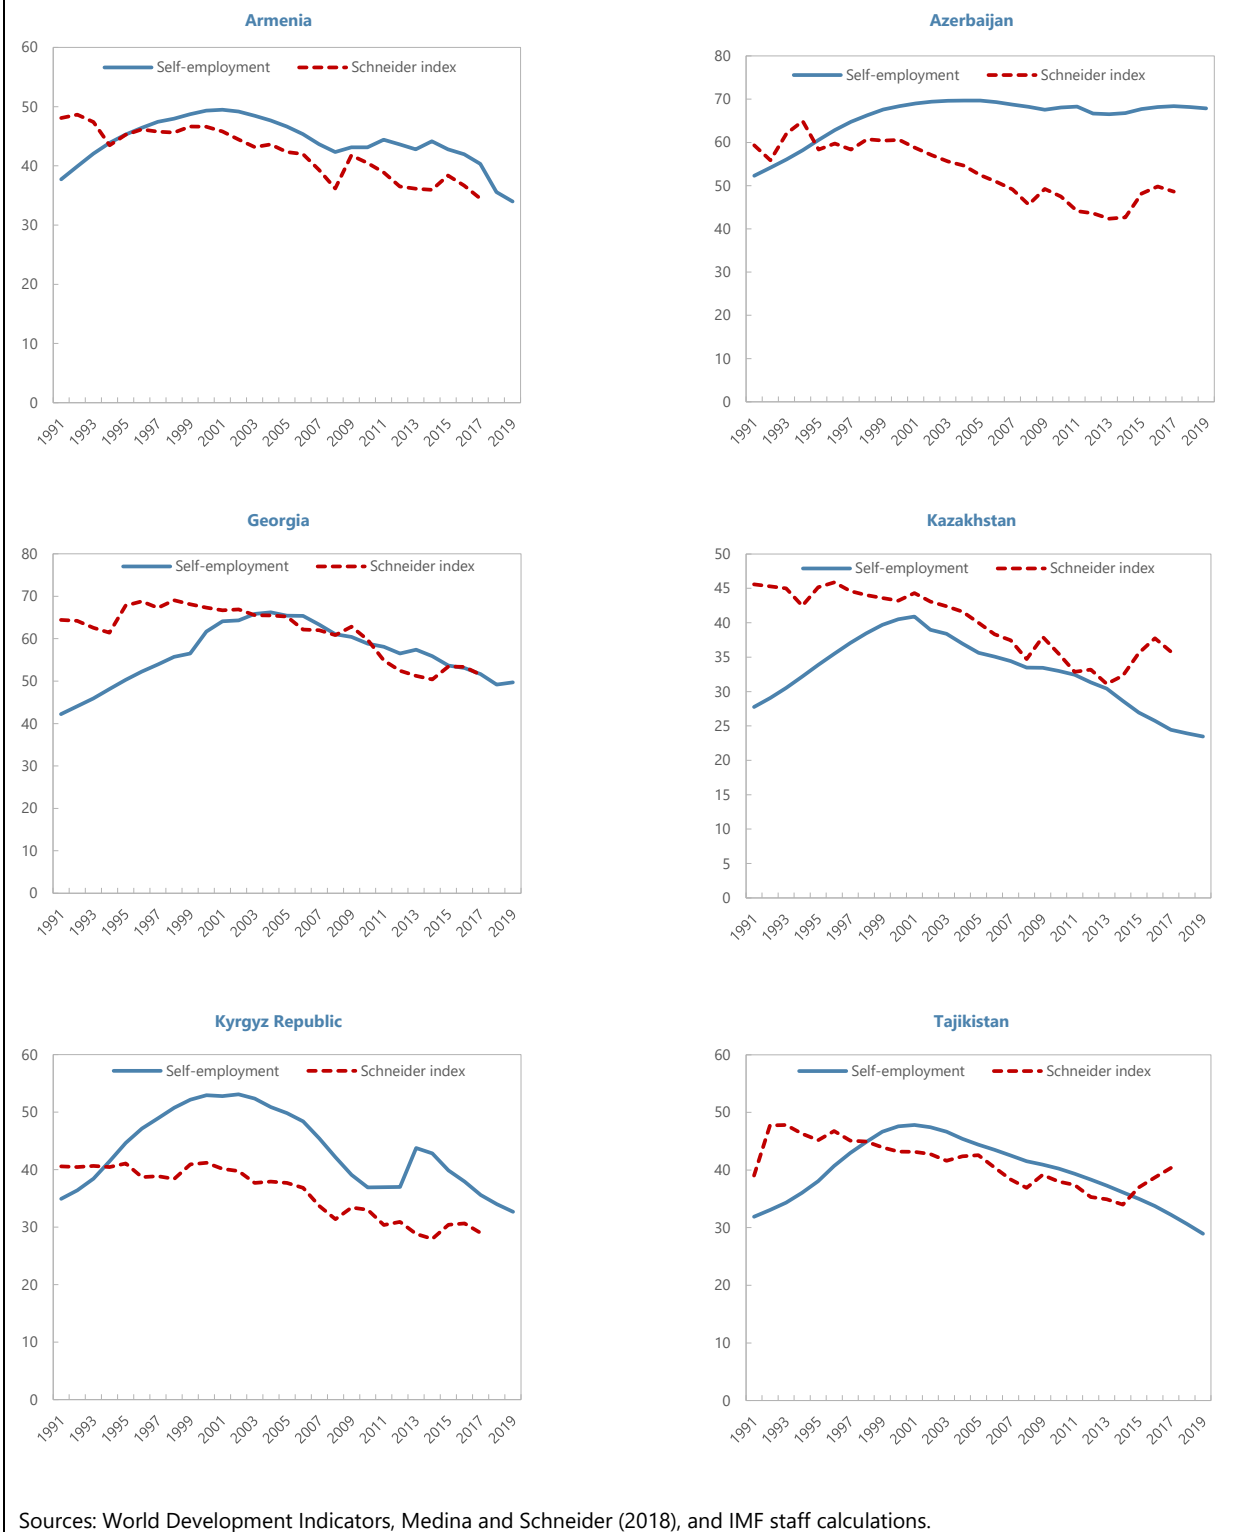 Armenia
60
50
40
30
20
10
0
Self-employment Schneider index
1991 1993 1995 1997 1999 2001 2003 2005 2007 2009 2011 2013 2015 2017 2019
Azerbaijan
80
70
60
50
40
30
20
10
0
Self-employment Schneider index
1991 1993 1995 1997 1999 2001 2003 2005 2007 2009 2011 2013 2015 2017 2019
Georgia
80
70
60
50
40
30
20
10
0
Self-employment Schneider index
1991 1993 1995 1997 1999 2001 2003 2005 2007 2009 2011 2013 2015 2017 2019
Kazakhstan
50
45
40
35
30
25
20
15
10
5
0
Self-employment Schneider index
1991 1993 1995 1997 1999 2001 2003 2005 2007 2009 2011 2013 2015 2017 2019
Kyrgyz Republic
60
50
40
30
20
10
0
Self-employment Schneider index
1991 1993 1995 1997 1999 2001 2003 2005 2007 2009 2011 2013 2015 2017 2019
Tajikistan
60
50
40
30
20
10
0
Self-employment Schneider index
1991 1993 1995 1997 1999 2001 2003 2005 2007 2009 2011 2013 2015 2017 2019
Sources: World Development Indicators, Medina and Schneider (2018), and IMF staff calculations.